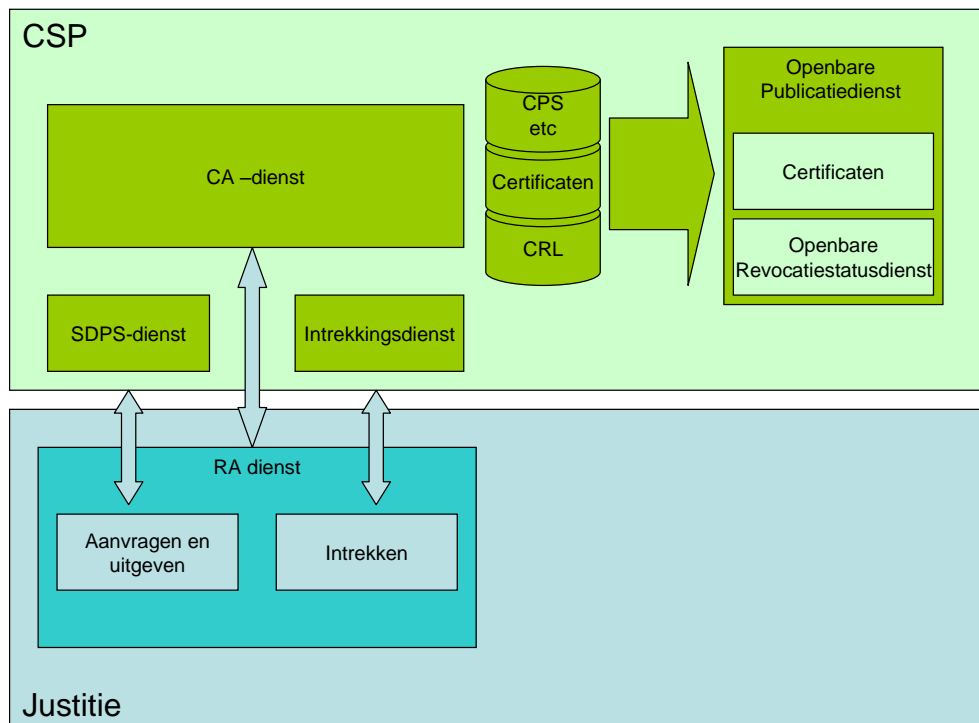 CSP
CA –dienst
CPS
etc
Certificaten
CRL
Openbare
Publicatiedienst
Certificaten
Openbare
Revocatiestatusdienst
SDPS-dienst
Intrekkingsdienst
RA dienst
Aanvragen en
uitgeven
Intrekken
Justitie